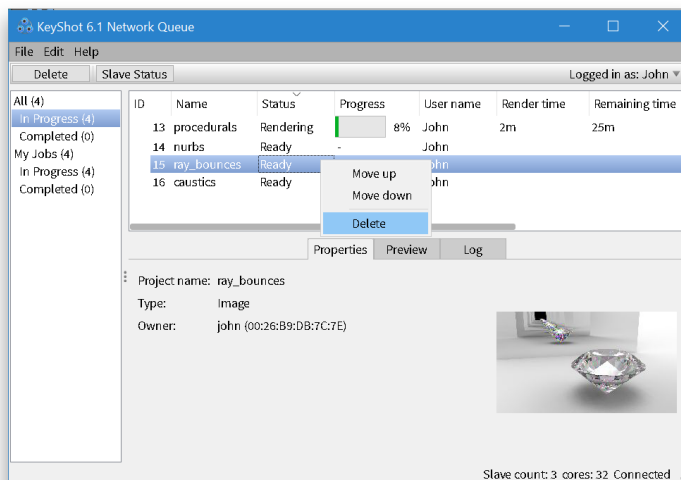 KeyShot 6.1 Network Queue
File Edit Help
Delete Slave Status Logged in as: John
All (4)
In Progress (4)
Completed (0)
My Jobs (4)
In Progress (4)
Completed (0)
ID Name Status Progress User name Render time Remaining time
13 procedurals Rendering 8% John 2m 25m
14 nurbs Ready - John
15 ray_bounces Ready
16 caustics Ready
Move up
Move down
Delete
Properties Preview Log
Project name: ray_bounces
Type: Image
Owner: john (00:26:B9:DB:7C:7E)
Slave count: 3 cores: 32 Connected